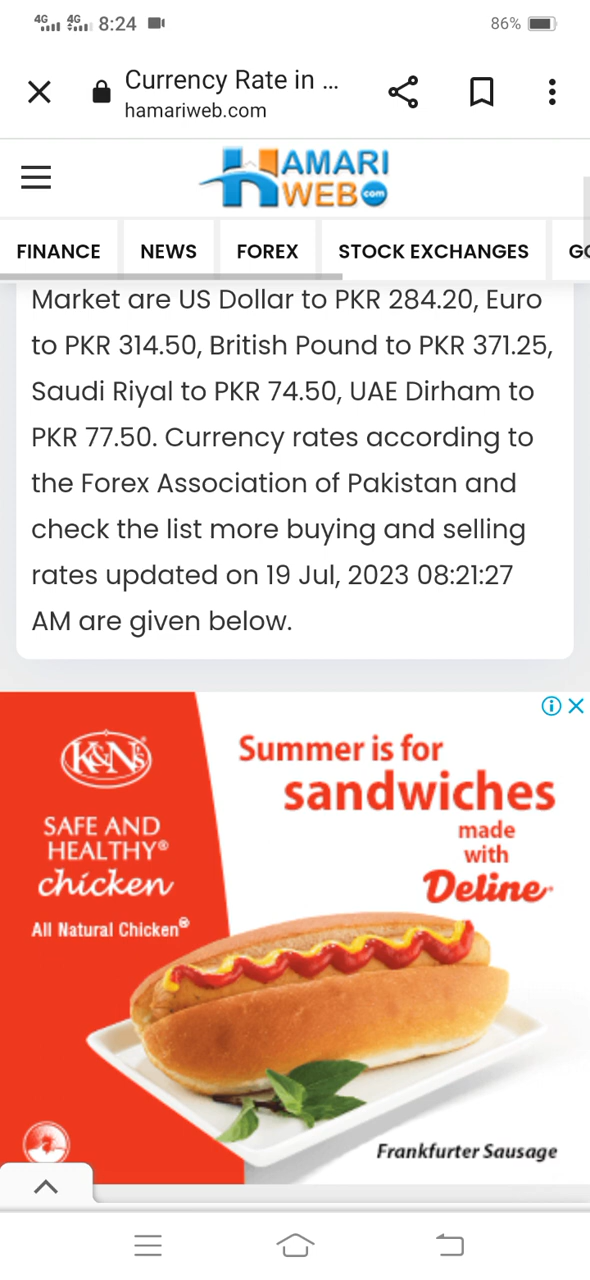 4G 4G 8:24 86%
Currency Rate in ...
hamariweb.com
HAMARI
WEB com
FINANCE NEWS FOREX STOCK EXCHANGES
Market are US Dollar to PKR 284.20, Euro
to PKR 314.50, British Pound to PKR 371.25,
Saudi Riyal to PKR 74.50, UAE Dirham to
PKR 77.50. Currency rates according to
the Forex Association of Pakistan and
check the list more buying and selling
rates updated on 19 Jul, 2023 08:21:27
AM are given below.
K&N's®
SAFE AND
HEALTHY®
chicken
All Natural Chicken®
Summer is for
sandwiches
made
with
Deline
Frankfurter Sausage